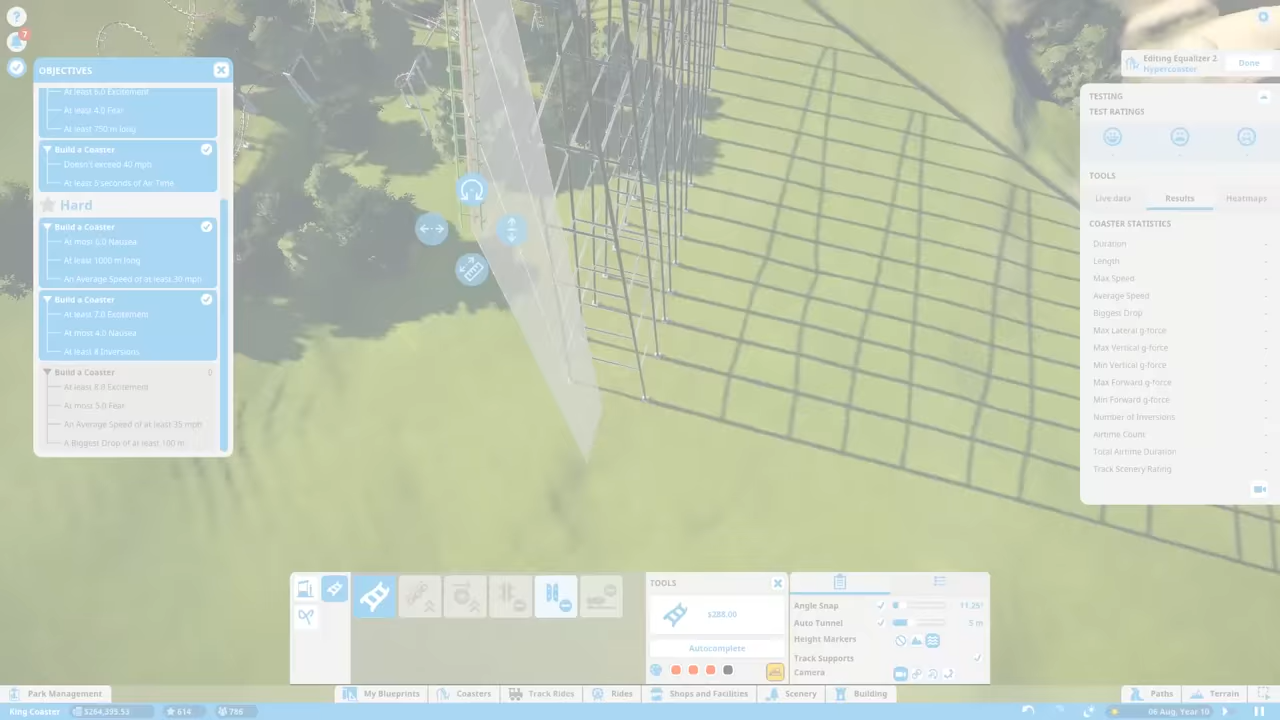 7
OBJECTIVES
At least 6.0 Excitement
At least 4.0 Fear
At least 750 m long
Build a Coaster
Doesn't exceed 40 mph
At least 5 seconds of Air Time
Hard
Build a Coaster
At most 6.0 Nausea
At least 1000 m long
An Average Speed of at least 30 mph
Build a Coaster
At least 7.0 Excitement
At most 4.0 Nausea
At least 8 Inversions
Build a Coaster 0
At least 8.0 Excitement
At most 5.0 Fear
An Average Speed of at least 35 mph
A Biggest Drop of at least 100 m
Editing Equalizer 2
Hypercoaster
Done
TESTING
TEST RATINGS
- - -
TOOLS
Live data Results Heatmaps
COASTER STATISTICS
Duration -
Length -
Max Speed -
Average Speed -
Biggest Drop -
Max Lateral g-force -
Max Vertical g-force -
Min Vertical g-force -
Max Forward g-force -
Min Forward g-force -
Number of Inversions -
Airtime Count -
Total Airtime Duration -
Track Scenery Rating -
TOOLS
$288.00
Autocomplete
Angle Snap 11.25°
Auto Tunnel 3 m
Height Markers
Track Supports
Camera
Park Management My Blueprints Coasters Track Rides Rides Shops and Facilities Scenery Building Paths Terrain
King Coaster $264,395.53 614 786 06 Aug, Year 10